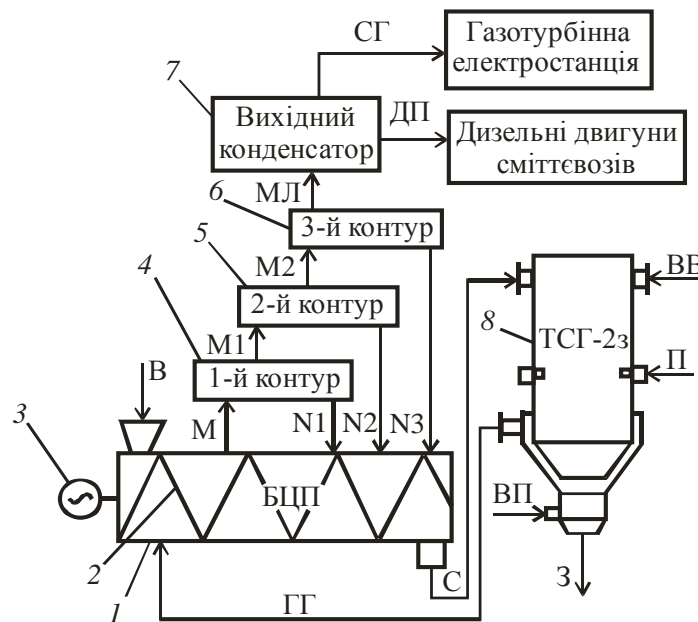 СГ
Газотурбінна
електростанція
7
Вихідний
конденсатор
ДП
Дизельні двигуни
сміттєвозів
МЛ
6
3-й контур
5
М2
2-й контур
ВВ
8
ТСГ-2з
4
М1
1-й контур
П
В
М
N1
N2
N3
3
БЦП
ВП
2
1
С
З
ГГ